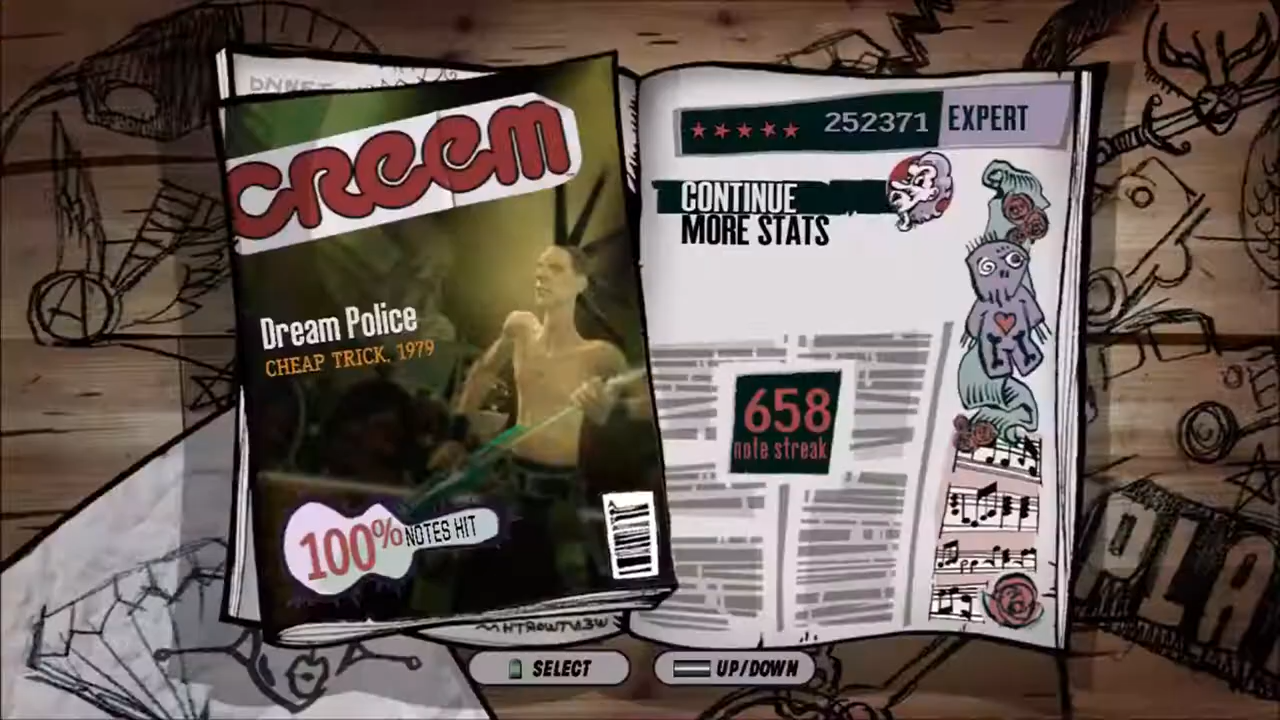 CREEM
Dream Police
CHEAP TRICK, 1979
100% NOTES HIT
252371 EXPERT
CONTINUE
MORE STATS
658
note streak
SELECT
UP/DOWN